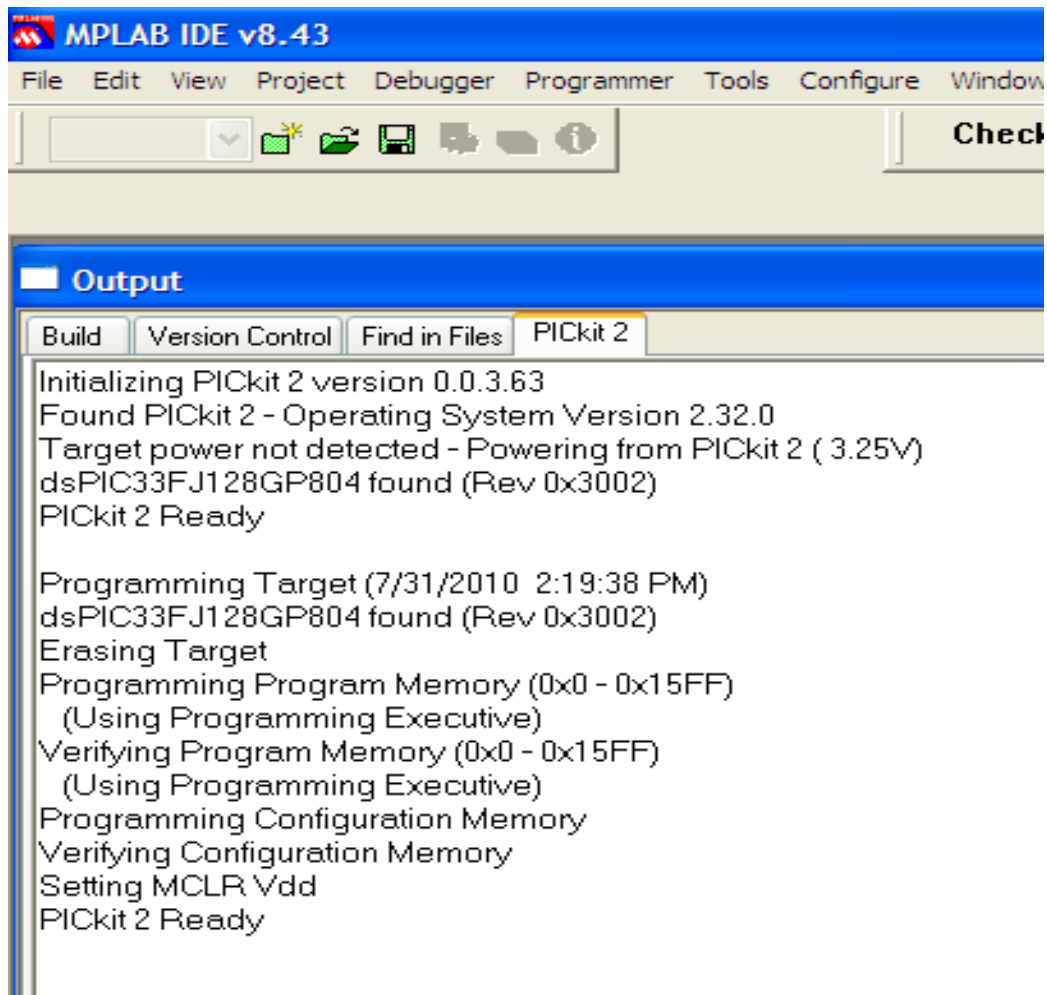 MPLAB IDE v8.43
File Edit View Project Debugger Programmer Tools Configure Window
Check
Output
Build Version Control Find in Files PICkit 2
Initializing PICkit 2 version 0.0.3.63
Found PICkit 2 - Operating System Version 2.32.0
Target power not detected - Powering from PICkit 2 ( 3.25V)
dsPIC33FJ128GP804 found (Rev 0x3002)
PICkit 2 Ready
Programming Target (7/31/2010  2:19:38 PM)
dsPIC33FJ128GP804 found (Rev 0x3002)
Erasing Target
Programming Program Memory (0x0 - 0x15FF)
(Using Programming Executive)
Verifying Program Memory (0x0 - 0x15FF)
(Using Programming Executive)
Programming Configuration Memory
Verifying Configuration Memory
Setting MCLR Vdd
PICkit 2 Ready